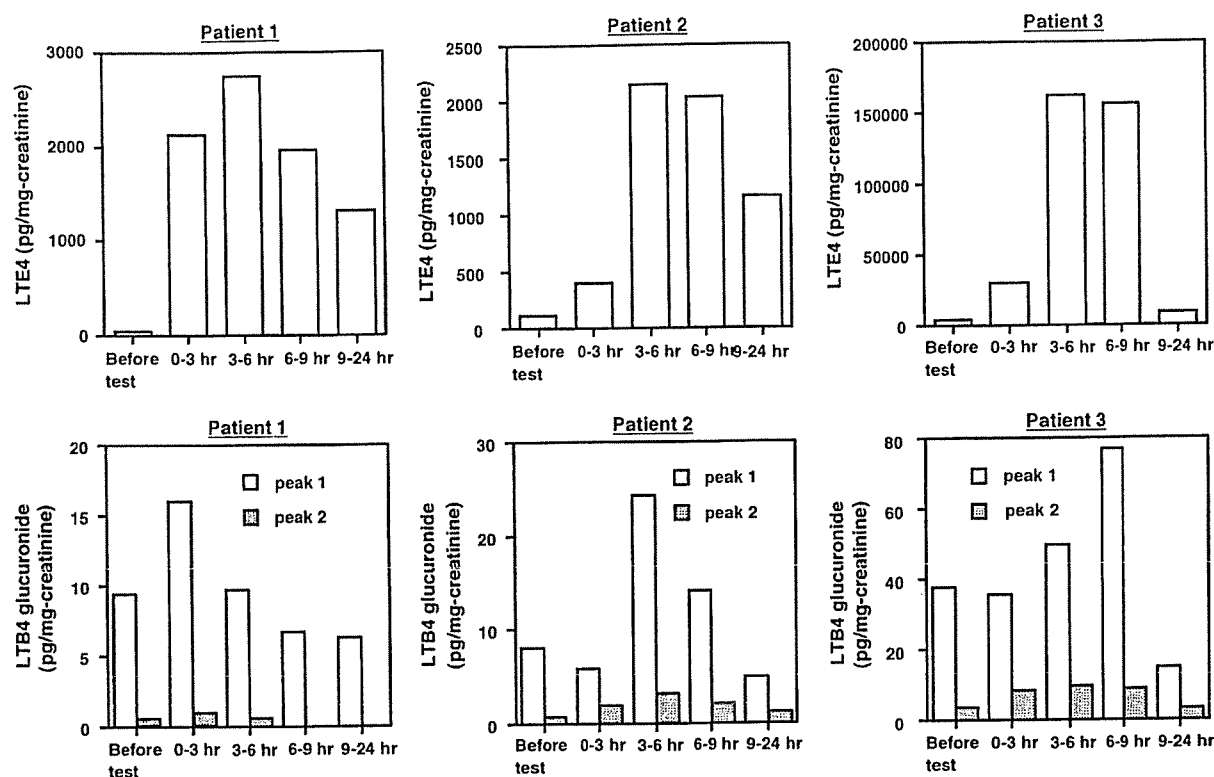 Patient 1
LTE4 (pg/mg-creatinine)
3000
2000
1000
0
Before test
0-3 hr
3-6 hr
6-9 hr
9-24 hr
Patient 2
LTE4 (pg/mg-creatinine)
2500
2000
1500
1000
500
0
Before test
0-3 hr
3-6 hr
6-9 hr
9-24 hr
Patient 3
LTE4 (pg/mg-creatinine)
200000
150000
100000
50000
0
Before test
0-3 hr
3-6 hr
6-9 hr
9-24 hr
Patient 1
LTB4 glucuronide
(pg/mg-creatinine)
20
15
10
5
0
peak 1
peak 2
Before test
0-3 hr
3-6 hr
6-9 hr
9-24 hr
Patient 2
LTB4 glucuronide
(pg/mg-creatinine)
30
20
10
0
peak 1
peak 2
Before test
0-3 hr
3-6 hr
6-9 hr
9-24 hr
Patient 3
LTB4 glucuronide
(pg/mg-creatinine)
80
60
40
20
0
peak 1
peak 2
Before test
0-3 hr
3-6 hr
6-9 hr
9-24 hr